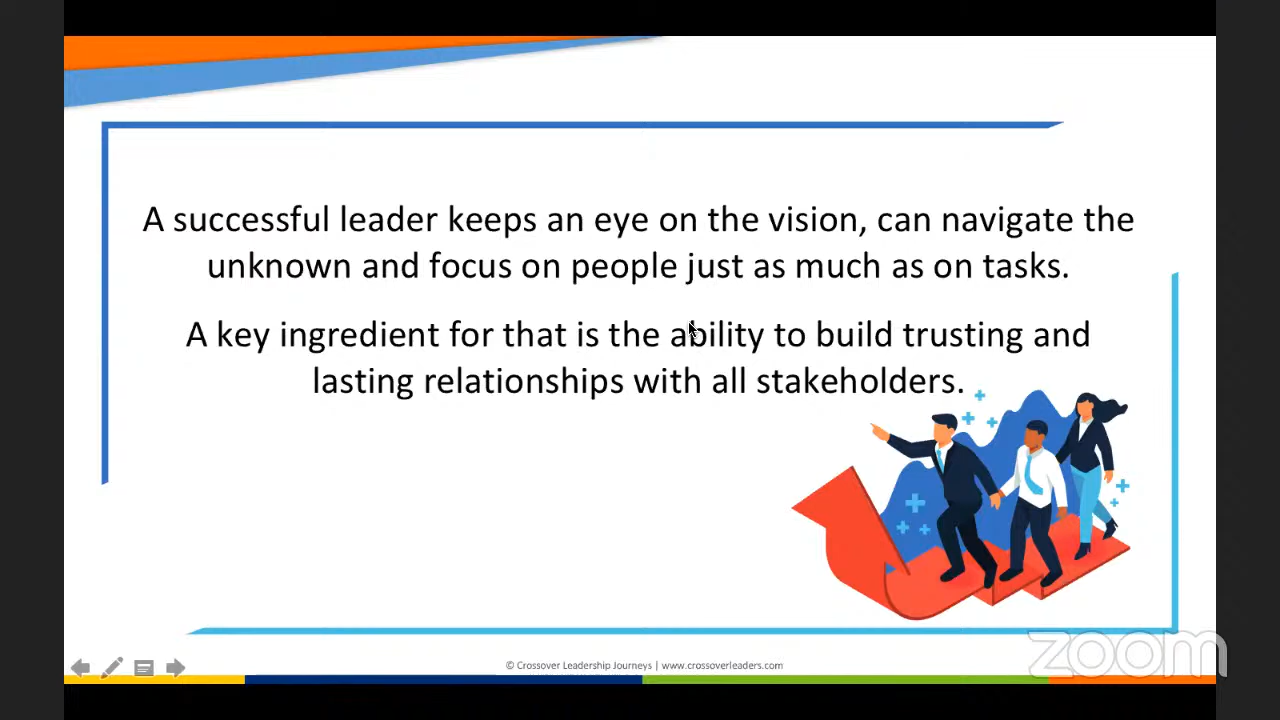 A successful leader keeps an eye on the vision, can navigate the
unknown and focus on people just as much as on tasks.
A key ingredient for that is the ability to build trusting and
lasting relationships with all stakeholders.
© Crossover Leadership Journeys | www.crossoverleaders.com
zoom